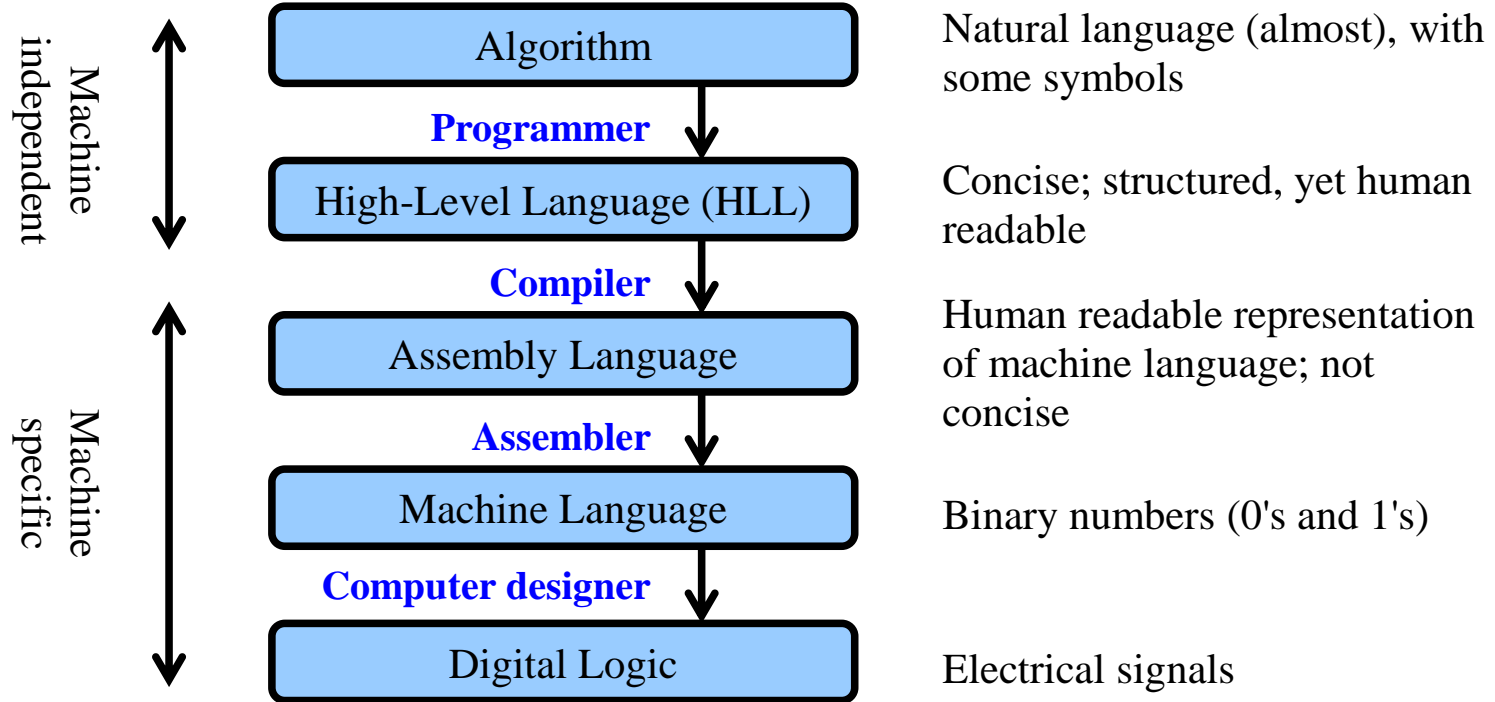 Machine
independent
Algorithm
Natural language (almost), with
some symbols
Programmer
High-Level Language (HLL)
Concise; structured, yet human
readable
Compiler
Machine
specific
Assembly Language
Human readable representation
of machine language; not
concise
Assembler
Machine Language
Binary numbers (0's and 1's)
Computer designer
Digital Logic
Electrical signals